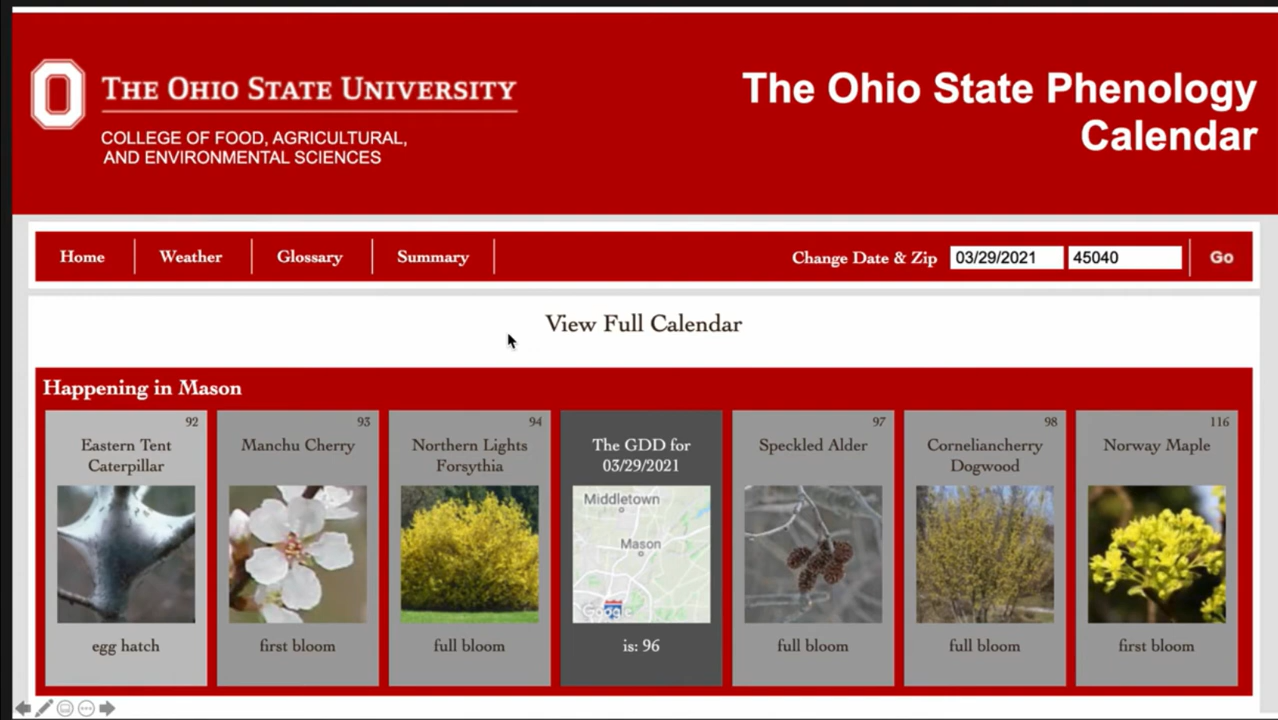 THE OHIO STATE UNIVERSITY
COLLEGE OF FOOD, AGRICULTURAL,
AND ENVIRONMENTAL SCIENCES
The Ohio State Phenology
Calendar
Home
Weather
Glossary
Summary
Change Date & Zip
03/29/2021
45040
Go
View Full Calendar
Happening in Mason
92
Eastern Tent
Caterpillar
egg hatch
93
Manchu Cherry
first bloom
94
Northern Lights
Forsythia
full bloom
The GDD for
03/29/2021
Middletown
Mason
Google
is: 96
97
Speckled Alder
full bloom
98
Corneliancherry
Dogwood
full bloom
116
Norway Maple
first bloom